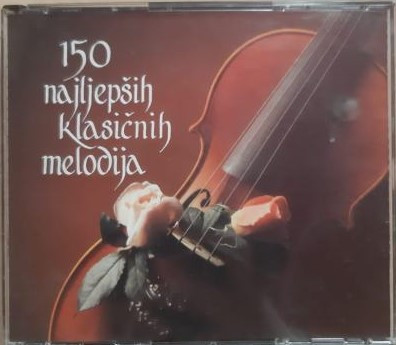 150
najljepših
klasičnih
melodija